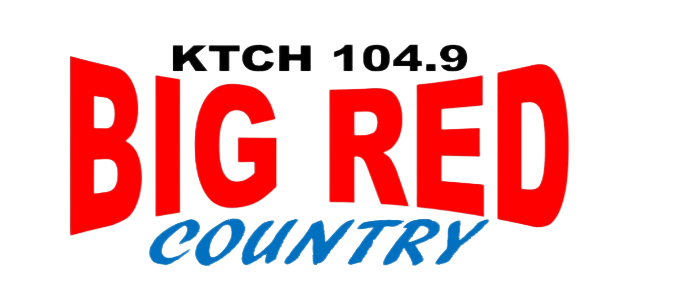 KTCH 104.9
BIG RED
COUNTRY